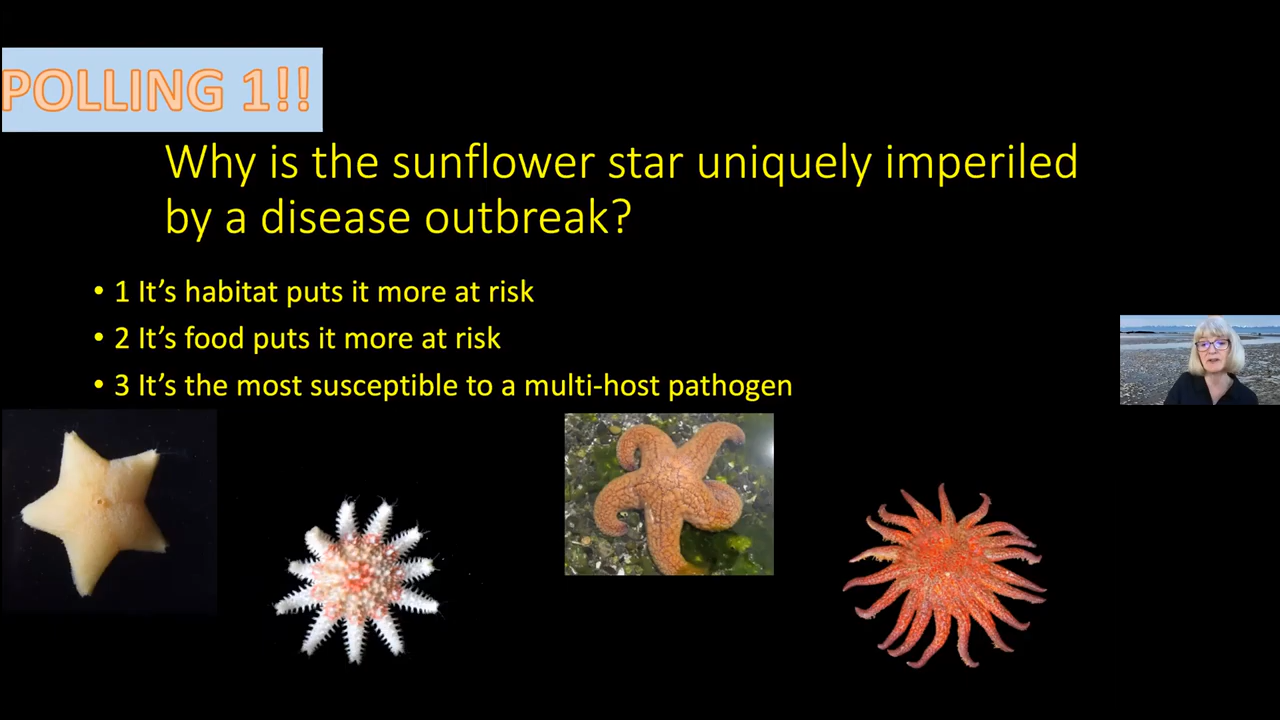 POLLING 1!!
Why is the sunflower star uniquely imperiled
by a disease outbreak?
• 1 It’s habitat puts it more at risk
• 2 It’s food puts it more at risk
• 3 It’s the most susceptible to a multi-host pathogen